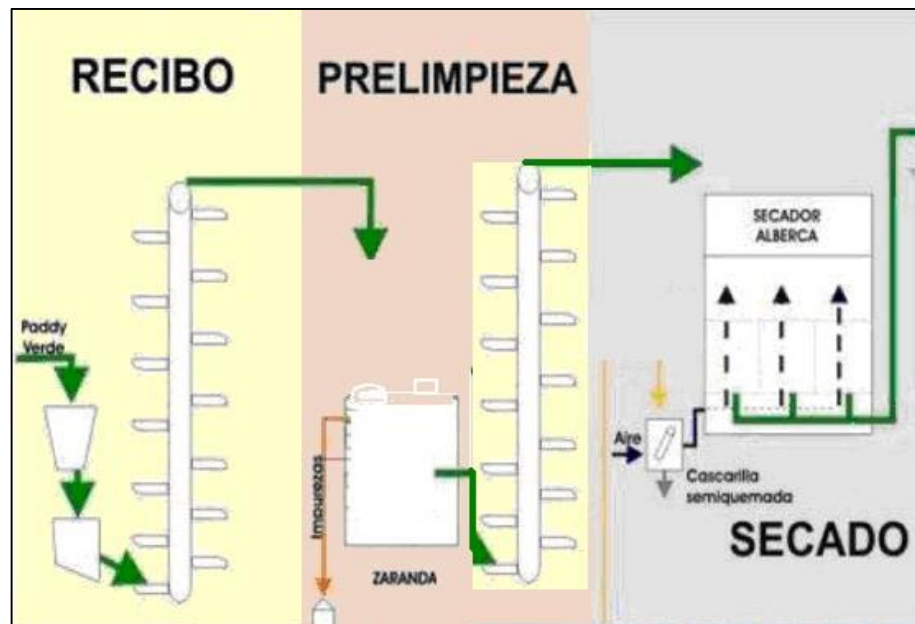 RECIBO
PRELIMPIEZA
SECADOR
ALBERCA
Paddy
Verde
Impurezas
ZARANDA
Aire
Cascarilla
semiquemada
SECADO